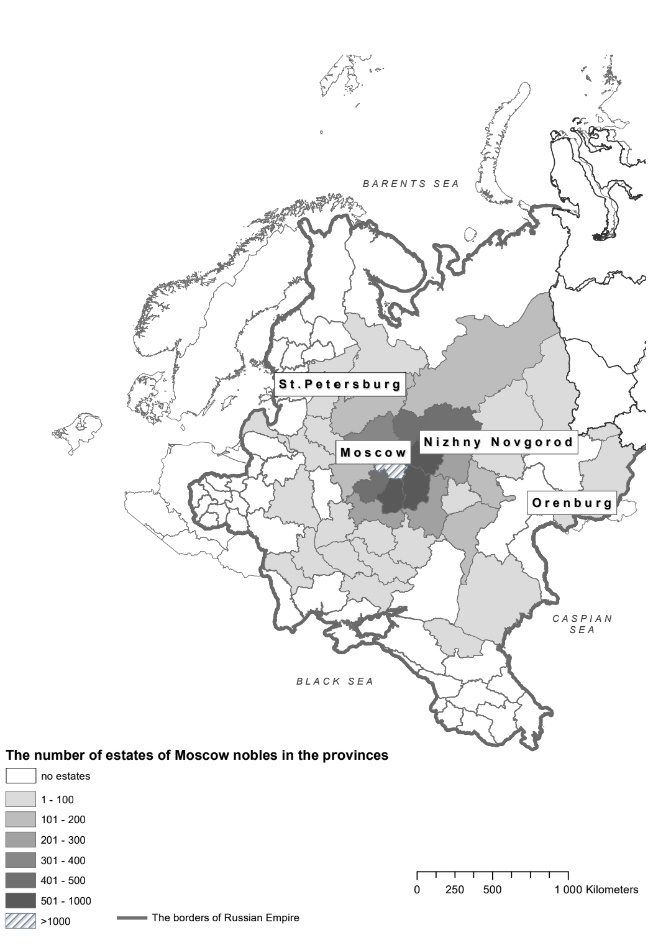 BARENTS SEA
St.Petersburg
Nizhny Novgorod
Moscow
Orenburg
CASPIAN
SEA
BLACK SEA
The number of estates of Moscow nobles in the provinces
no estates
1 - 100
101 - 200
201 - 300
301 - 400
401 - 500
501 - 1000
>1000
The borders of Russian Empire
0 250 500 1 000 Kilometers